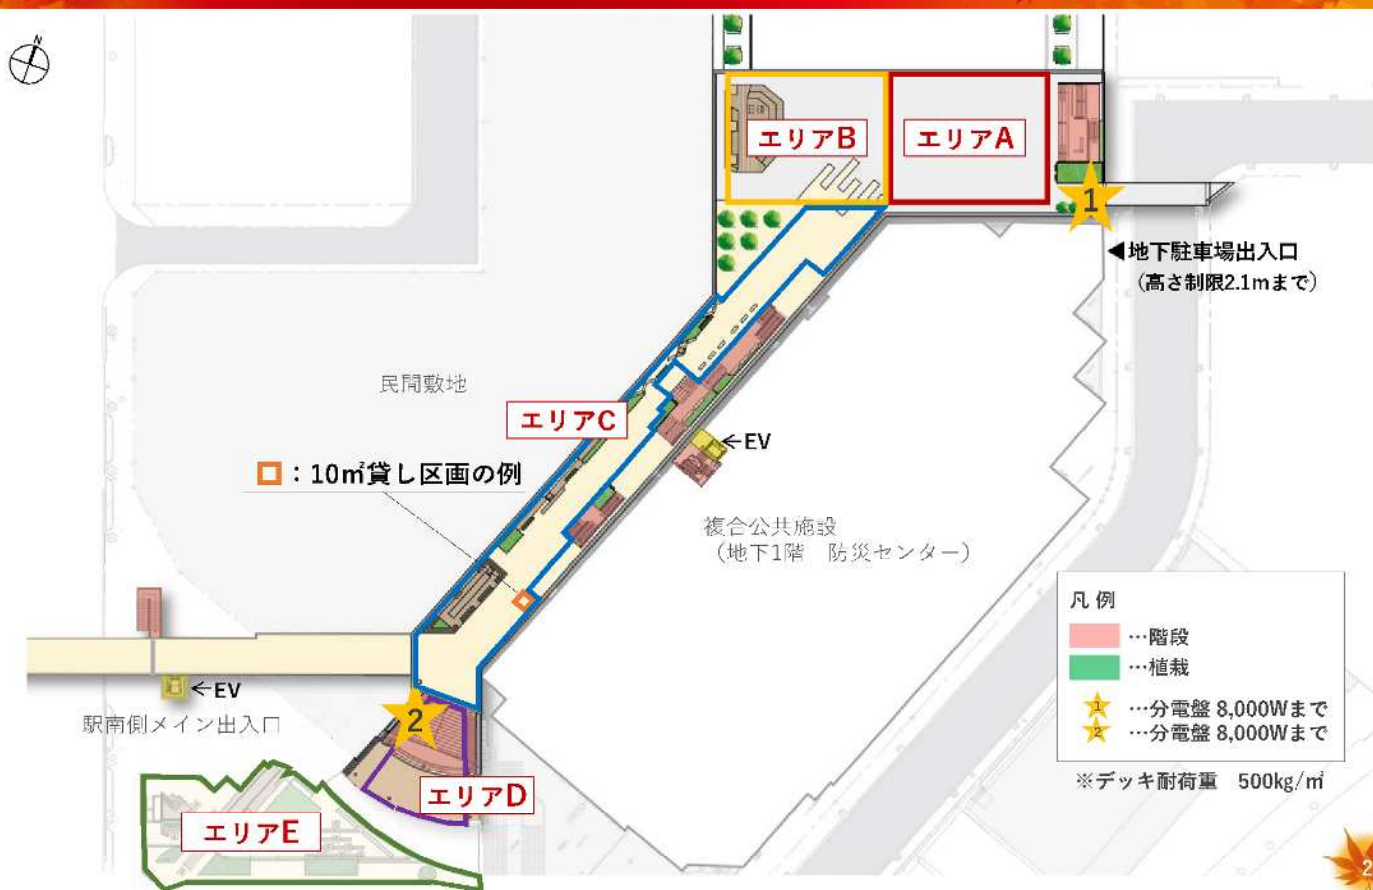 N
エリアB
エリアA
1
◀地下駐車場出入口
(高さ制限2.1mまで)
民間敷地
エリアC
←EV
：10㎡貸し区画の例
複合公共施設
（地下1階　防災センター）
凡例
…階段
…植栽
1 …分電盤 8,000Wまで
2 …分電盤 8,000Wまで
※デッキ耐荷重　500kg/㎡
←EV
2
駅南側メイン出入口
エリアD
エリアE
2